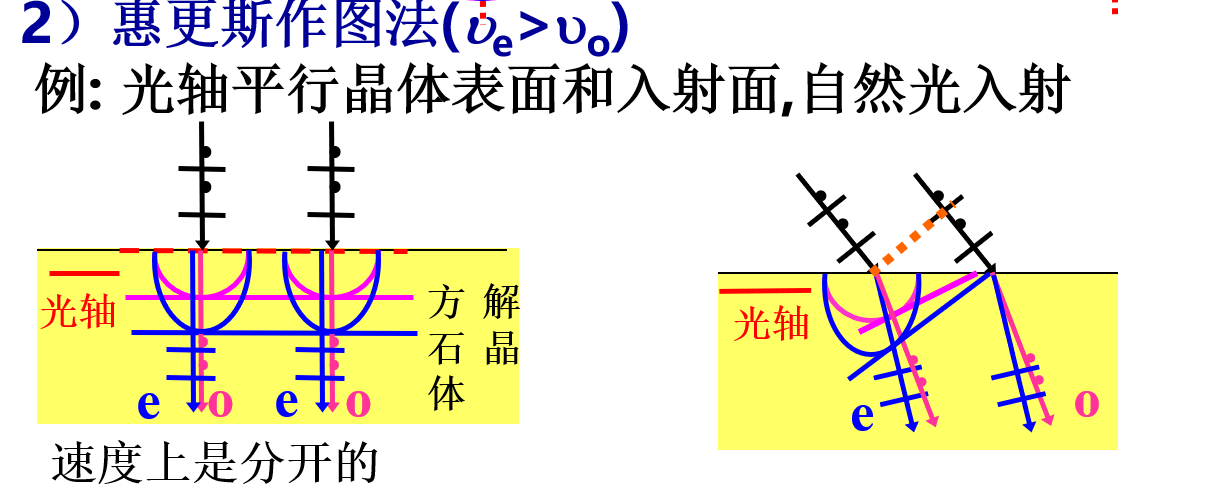 2）惠更斯作图法(υe>υo)
例: 光轴平行晶体表面和入射面,自然光入射
光轴
方解
石晶
体
e o e o
速度上是分开的
光轴
e
o